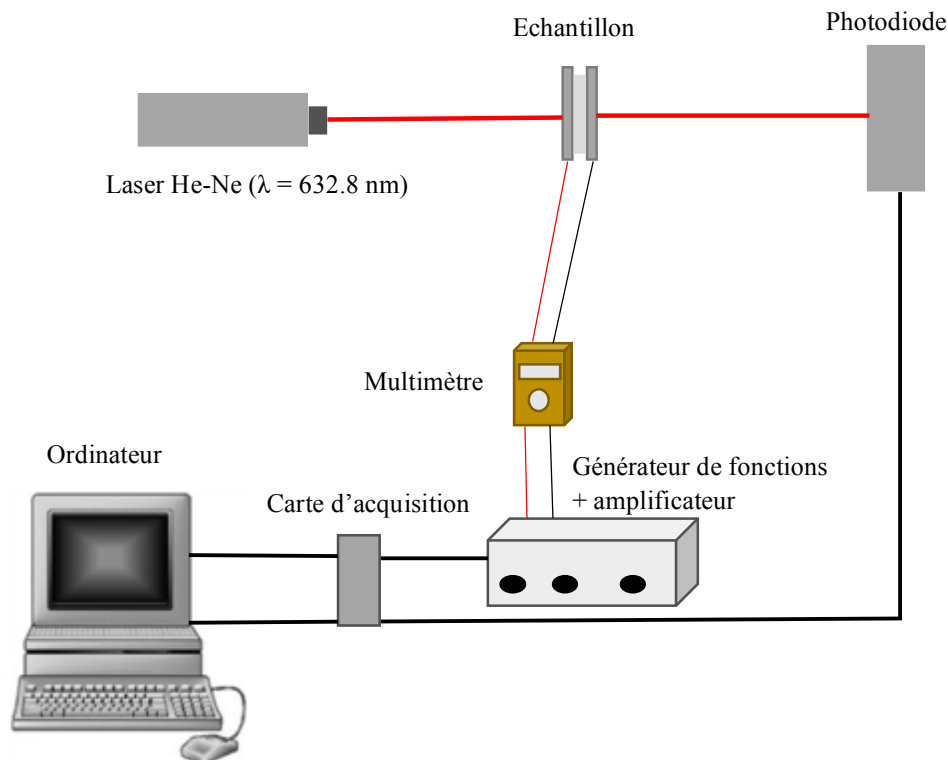 Echantillon
Photodiode
Laser He-Ne (λ = 632.8 nm)
Multimètre
Ordinateur
Carte d’acquisition
Générateur de fonctions
+ amplificateur